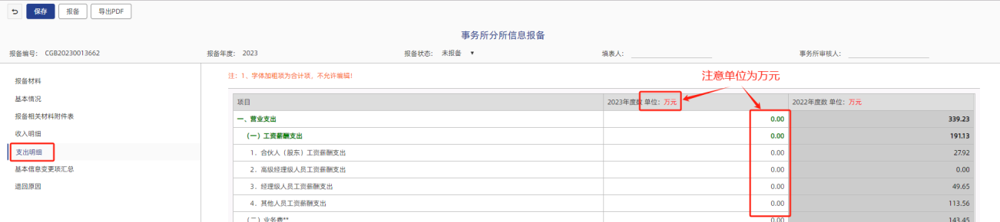 保存 报备 导出PDF
事务所分所信息报备
报备编号： CGB20230013662 报备年度： 2023 报备状态： 未报备 填表人： 事务所审核人：
报备材料
基本情况
报备相关材料附件表
收入明细
支出明细
基本信息变更项汇总
退回原因
注：1、字体加粗项为合计项，不允许编辑！
注意单位为万元
项目 2023年度数 单位：万元 2022年度数 单位：万元
一、营业支出 0.00 339.23
（一）工资薪酬支出 0.00 191.13
1．合伙人（股东）工资薪酬支出 0.00 27.92
2．高级经理级人员工资薪酬支出 0.00 0.00
3．经理级人员工资薪酬支出 0.00 49.65
4．其他人员工资薪酬支出 0.00 113.56
（二）业务费** 0.00 143.45